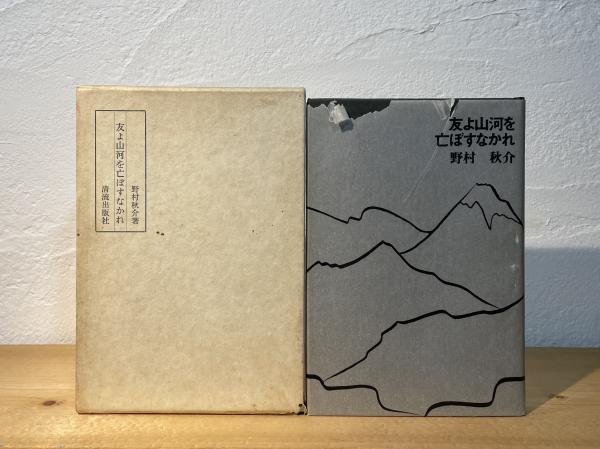 野村秋介著
友よ山河を亡ぼすなかれ
清流出版社
友よ山河を
亡ぼすなかれ
野村 秋介